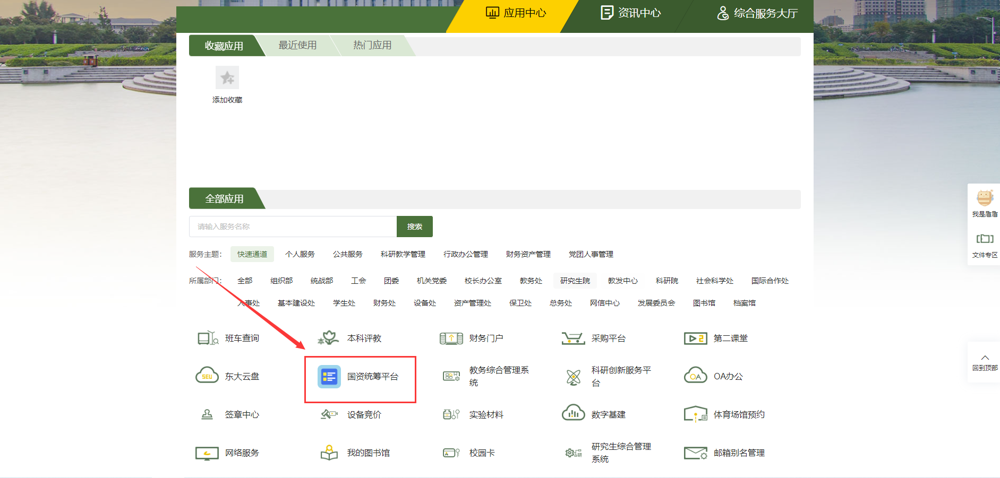 应用中心
资讯中心
综合服务大厅
收藏应用
最近使用
热门应用
添加收藏
全部应用
请输入服务名称
搜索
服务主题：
快速通道
个人服务
公共服务
科研教学管理
行政办公管理
财务资产管理
党团人事管理
所属部门：
全部
组织部
统战部
工会
团委
机关党委
校长办公室
教务处
研究生院
教发中心
科研院
社会科学处
国际合作处
人事处
基本建设处
学生处
财务处
设备处
资产管理处
保卫处
总务处
网信中心
发展委员会
图书馆
档案馆
班车查询
本科评教
财务门户
采购平台
第二课堂
SEU
东大云盘
国资统筹平台
教务综合管理系
统
科研创新服务平
台
OA
OA办公
签章中心
设备竞价
实验材料
数字基建
体育场馆预约
网络服务
我的图书馆
校园卡
研究生综合管理
系统
邮箱别名管理
我是盾盾
文件专区
回到顶部